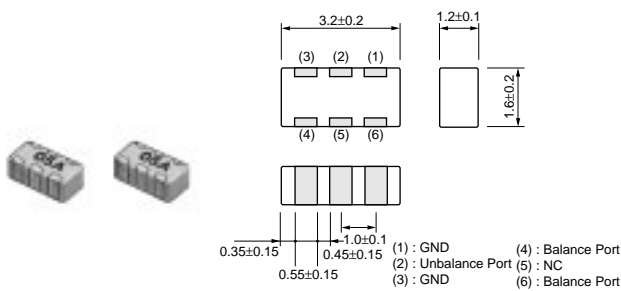 3.2±0.2
1.2±0.1
(3) (2) (1)
1.6±0.2
(4) (5) (6)
1.0±0.1
0.35±0.15
0.45±0.15
0.55±0.15
(1) : GND
(2) : Unbalance Port
(3) : GND
(4) : Balance Port
(5) : NC
(6) : Balance Port